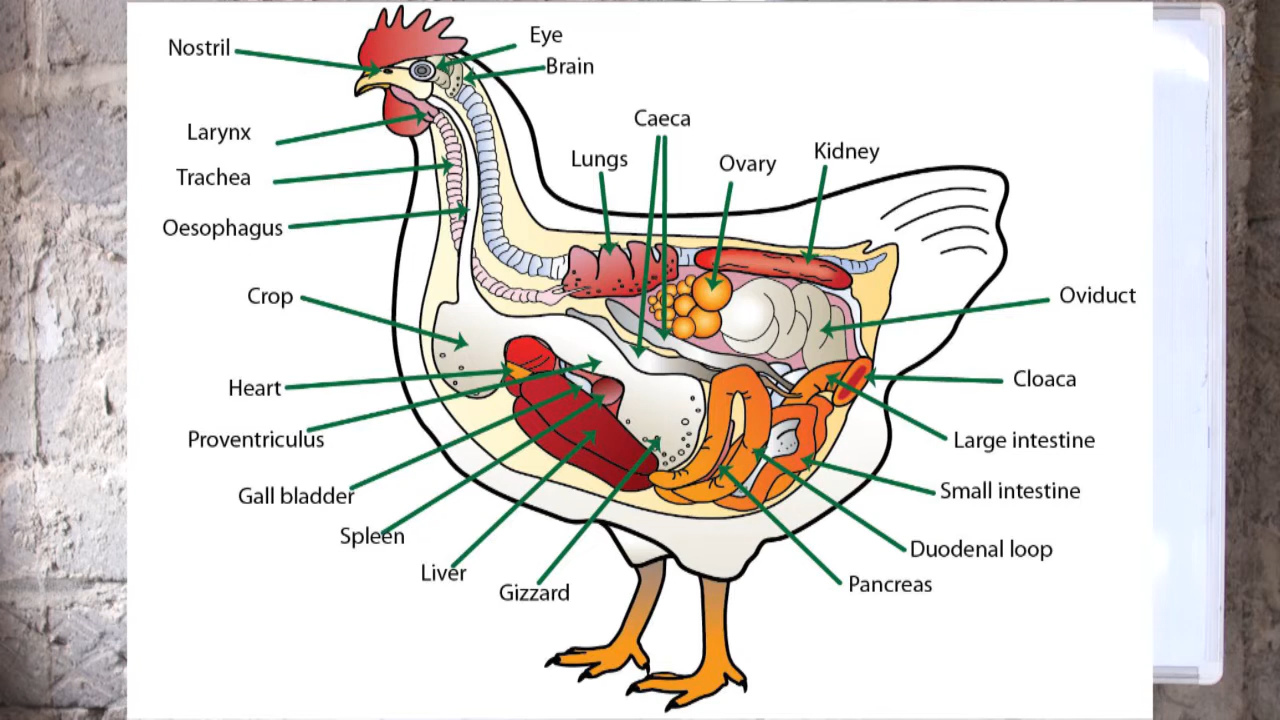 Nostril
Eye
Brain
Larynx
Caeca
Lungs
Ovary
Kidney
Trachea
Oesophagus
Crop
Oviduct
Heart
Cloaca
Proventriculus
Large intestine
Gall bladder
Small intestine
Spleen
Duodenal loop
Liver
Gizzard
Pancreas